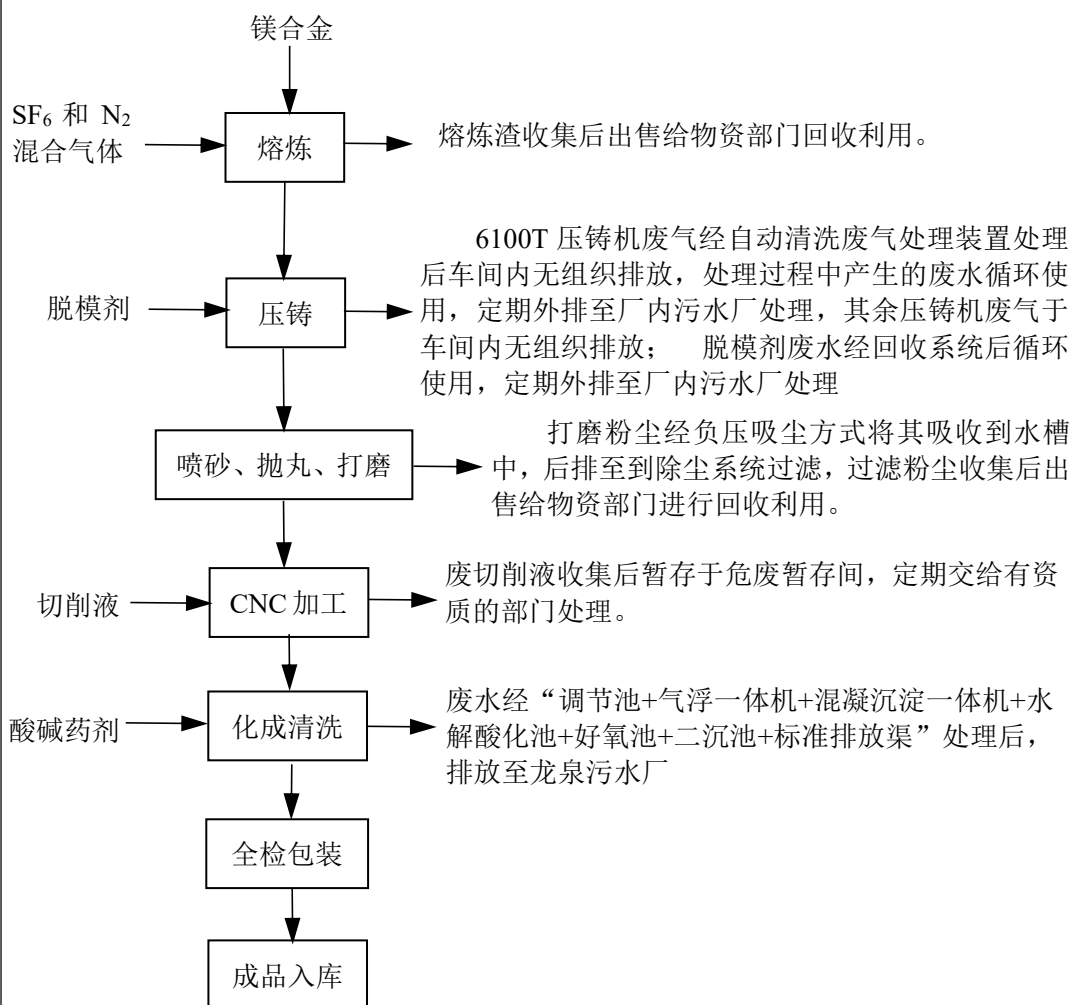 镁合金
SF₆ 和 N₂
混合气体
熔炼
熔炼渣收集后出售给物资部门回收利用。
6100T 压铸机废气经自动清洗废气处理装置处理
后车间内无组织排放，处理过程中产生的废水循环使
用，定期外排至厂内污水厂处理，其余压铸机废气于
车间内无组织排放； 脱模剂废水经回收系统后循环
使用，定期外排至厂内污水厂处理
脱模剂
压铸
打磨粉尘经负压吸尘方式将其吸收到水槽
中，后排至到除尘系统过滤，过滤粉尘收集后出
售给物资部门进行回收利用。
喷砂、抛丸、打磨
废切削液收集后暂存于危废暂存间，定期交给有资
质的部门处理。
切削液
CNC 加工
废水经“调节池+气浮一体机+混凝沉淀一体机+水
解酸化池+好氧池+二沉池+标准排放渠”处理后，
排放至龙泉污水厂
酸碱药剂
化成清洗
全检包装
成品入库